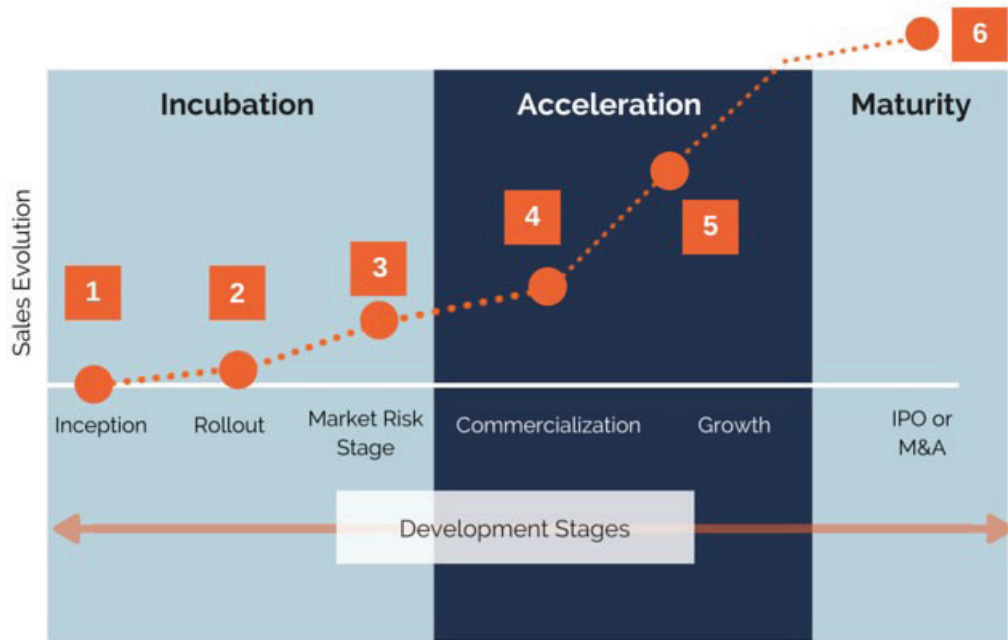 6
Incubation
Acceleration
Maturity
Sales Evolution
1
2
3
4
5
Inception
Rollout
Market Risk
Stage
Commercialization
Growth
IPO or
M&A
Development Stages